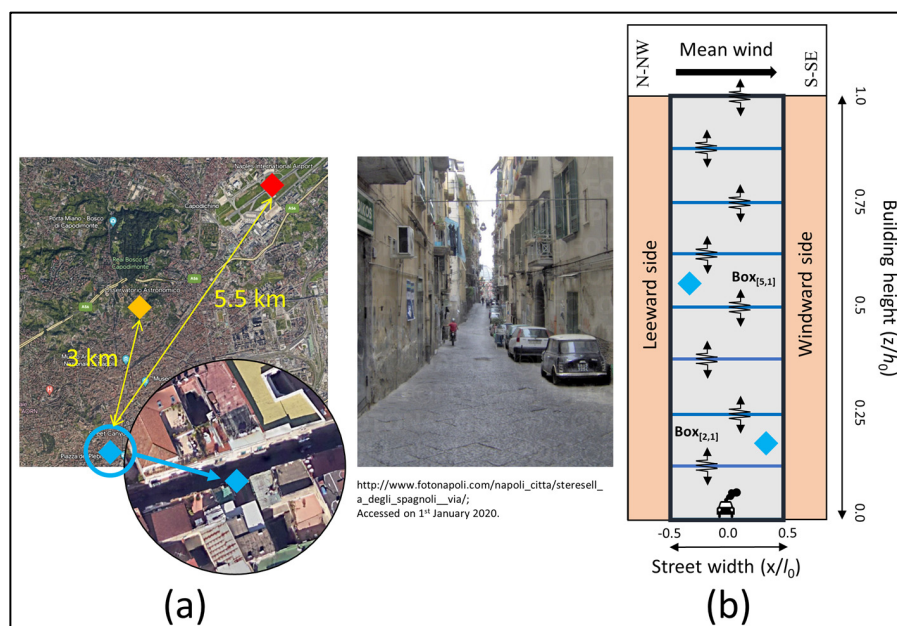 Naples International Airport
Capodichino
Porta Miano - Bosco
di Capodimonte
Real Bosco di
Capodimonte
Osservatorio Astronomico
5.5 km
3 km
http://www.fotonapoli.com/napoli_citta/steresell_
a_degli_spagnoli__via/;
Accessed on 1st January 2020.
(a)
N-NW
Mean wind
S-SE
Leeward side
Windward side
Box[5,1]
Box[2,1]
1.0
0.75
0.5
0.25
0.0
Building height (z/h0)
-0.5
0.0
0.5
Street width (x/l0)
(b)